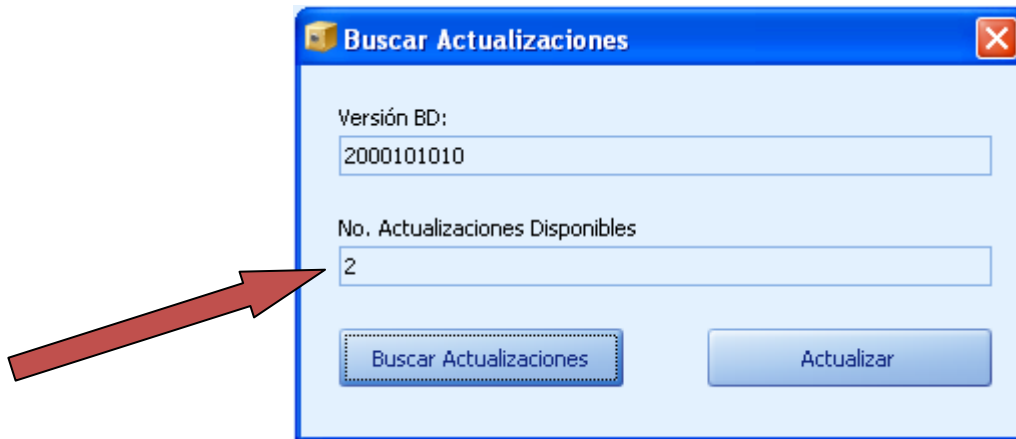 Buscar Actualizaciones
Versión BD:
2000101010
No. Actualizaciones Disponibles
2
Buscar Actualizaciones
Actualizar